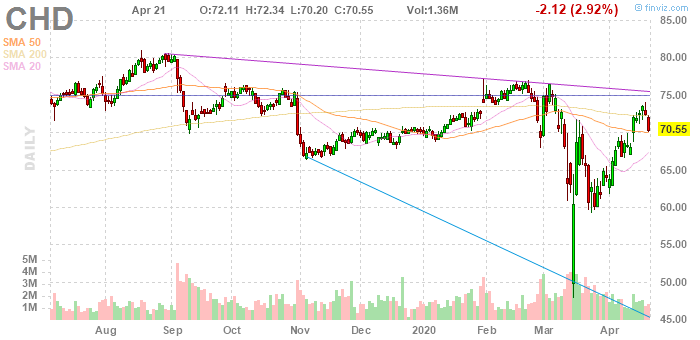 CHD Apr 21 O:72.11 H:72.34 L:70.20 C:70.55 Vol:1.36M -2.12 (2.92%) © finviz.com
SMA 50
SMA 200
SMA 20
DAILY
85.00
80.00
75.00
70.55
65.00
60.00
55.00
50.00
45.00
5M
4M
3M
2M
1M
Aug Sep Oct Nov Dec 2020 Feb Mar Apr